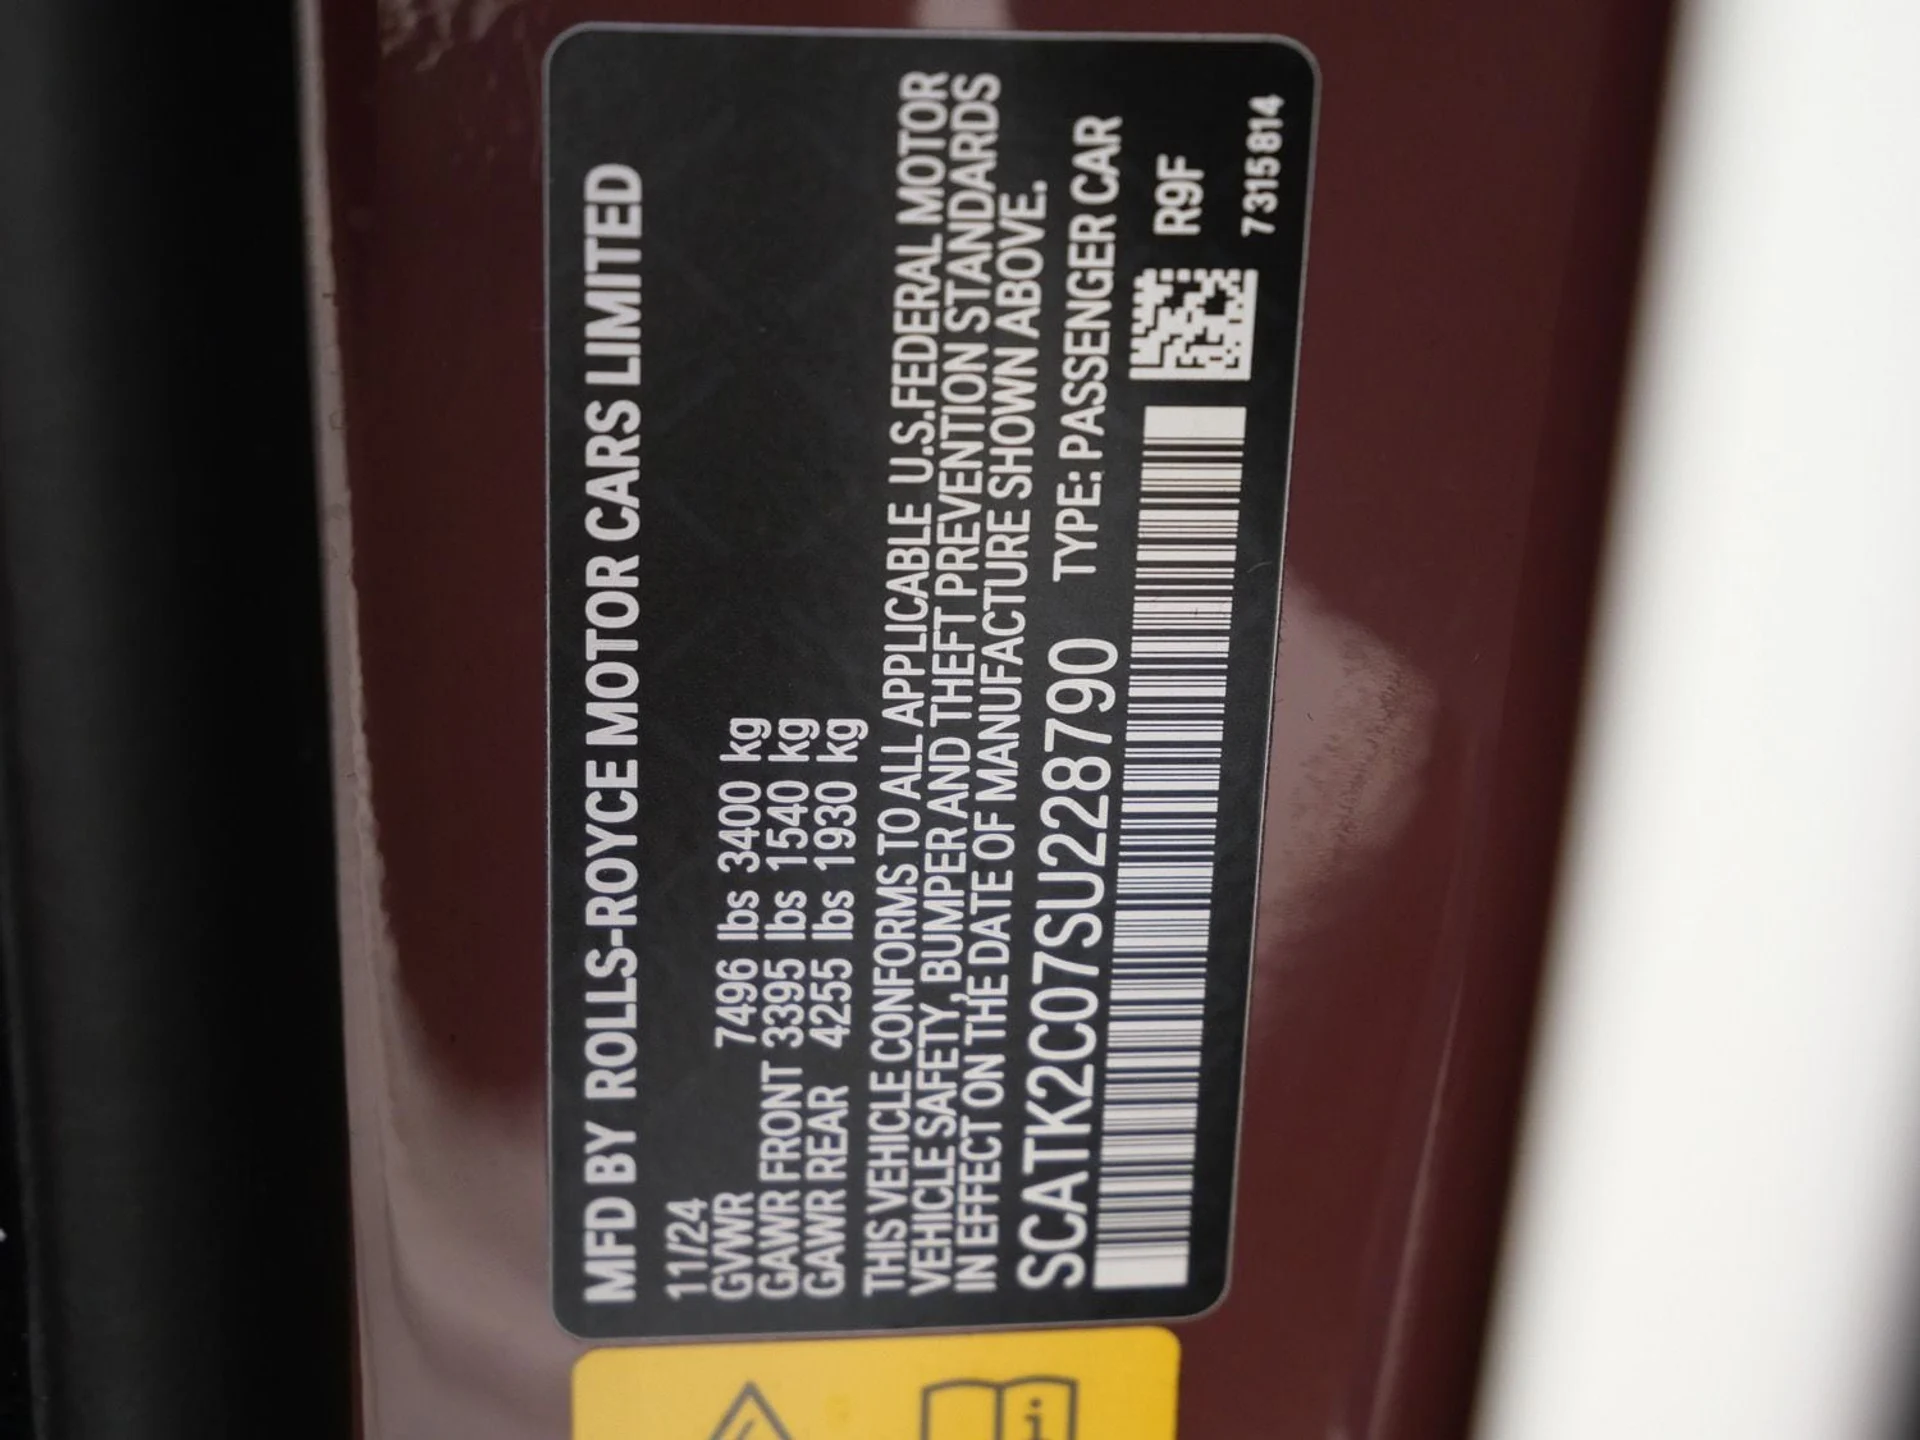 MFD BY ROLLS-ROYCE MOTOR CARS LIMITED
11/24
GVWR 7496 lbs 3400 kg
GAWR FRONT 3395 lbs 1540 kg
GAWR REAR 4255 lbs 1930 kg
THIS VEHICLE CONFORMS TO ALL APPLICABLE U.S.FEDERAL MOTOR
VEHICLE SAFETY, BUMPER AND THEFT PREVENTION STANDARDS
IN EFFECT ON THE DATE OF MANUFACTURE SHOWN ABOVE.
SCATK2C07SU228790 TYPE: PASSENGER CAR
R9F
7315814
i